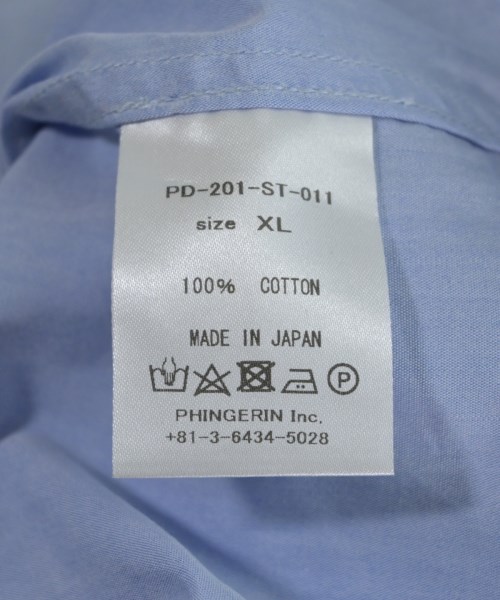 PD-201-ST-011
size XL
100% COTTON
MADE IN JAPAN
P
PHINGERIN Inc.
+81-3-6434-5028